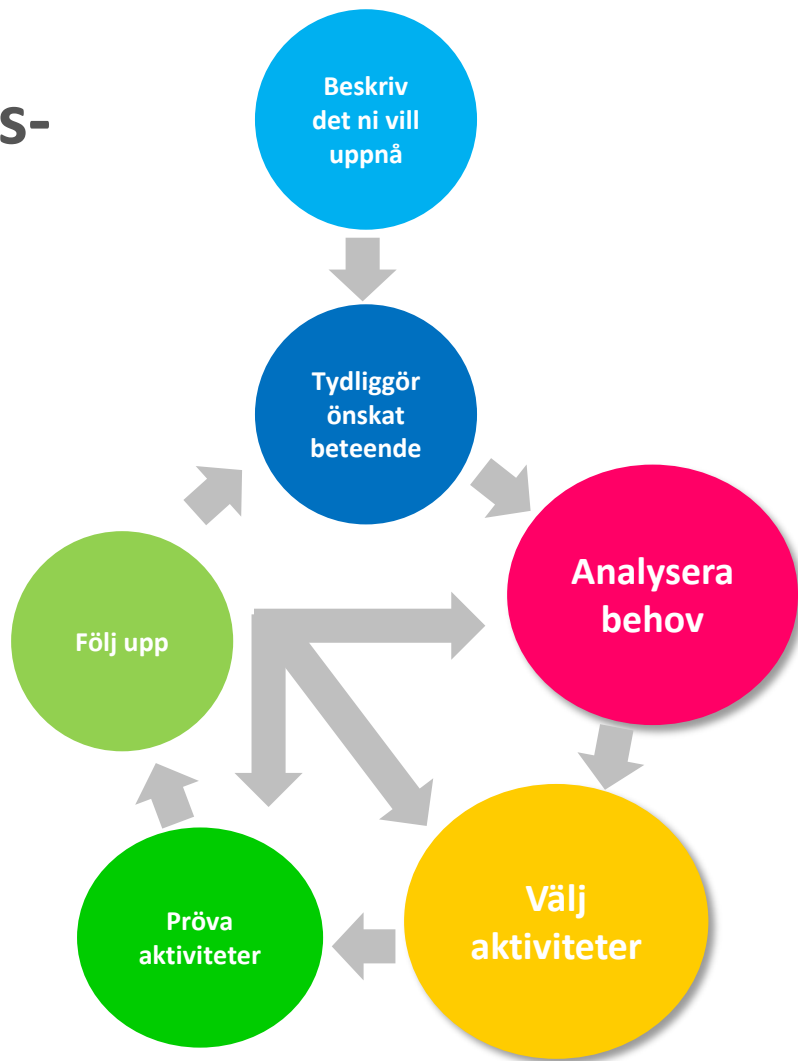 s-
Beskriv
det ni vill
uppnå
Tydliggör
önskat
beteende
Analysera
behov
Följ upp
Välj
aktiviteter
Pröva
aktiviteter